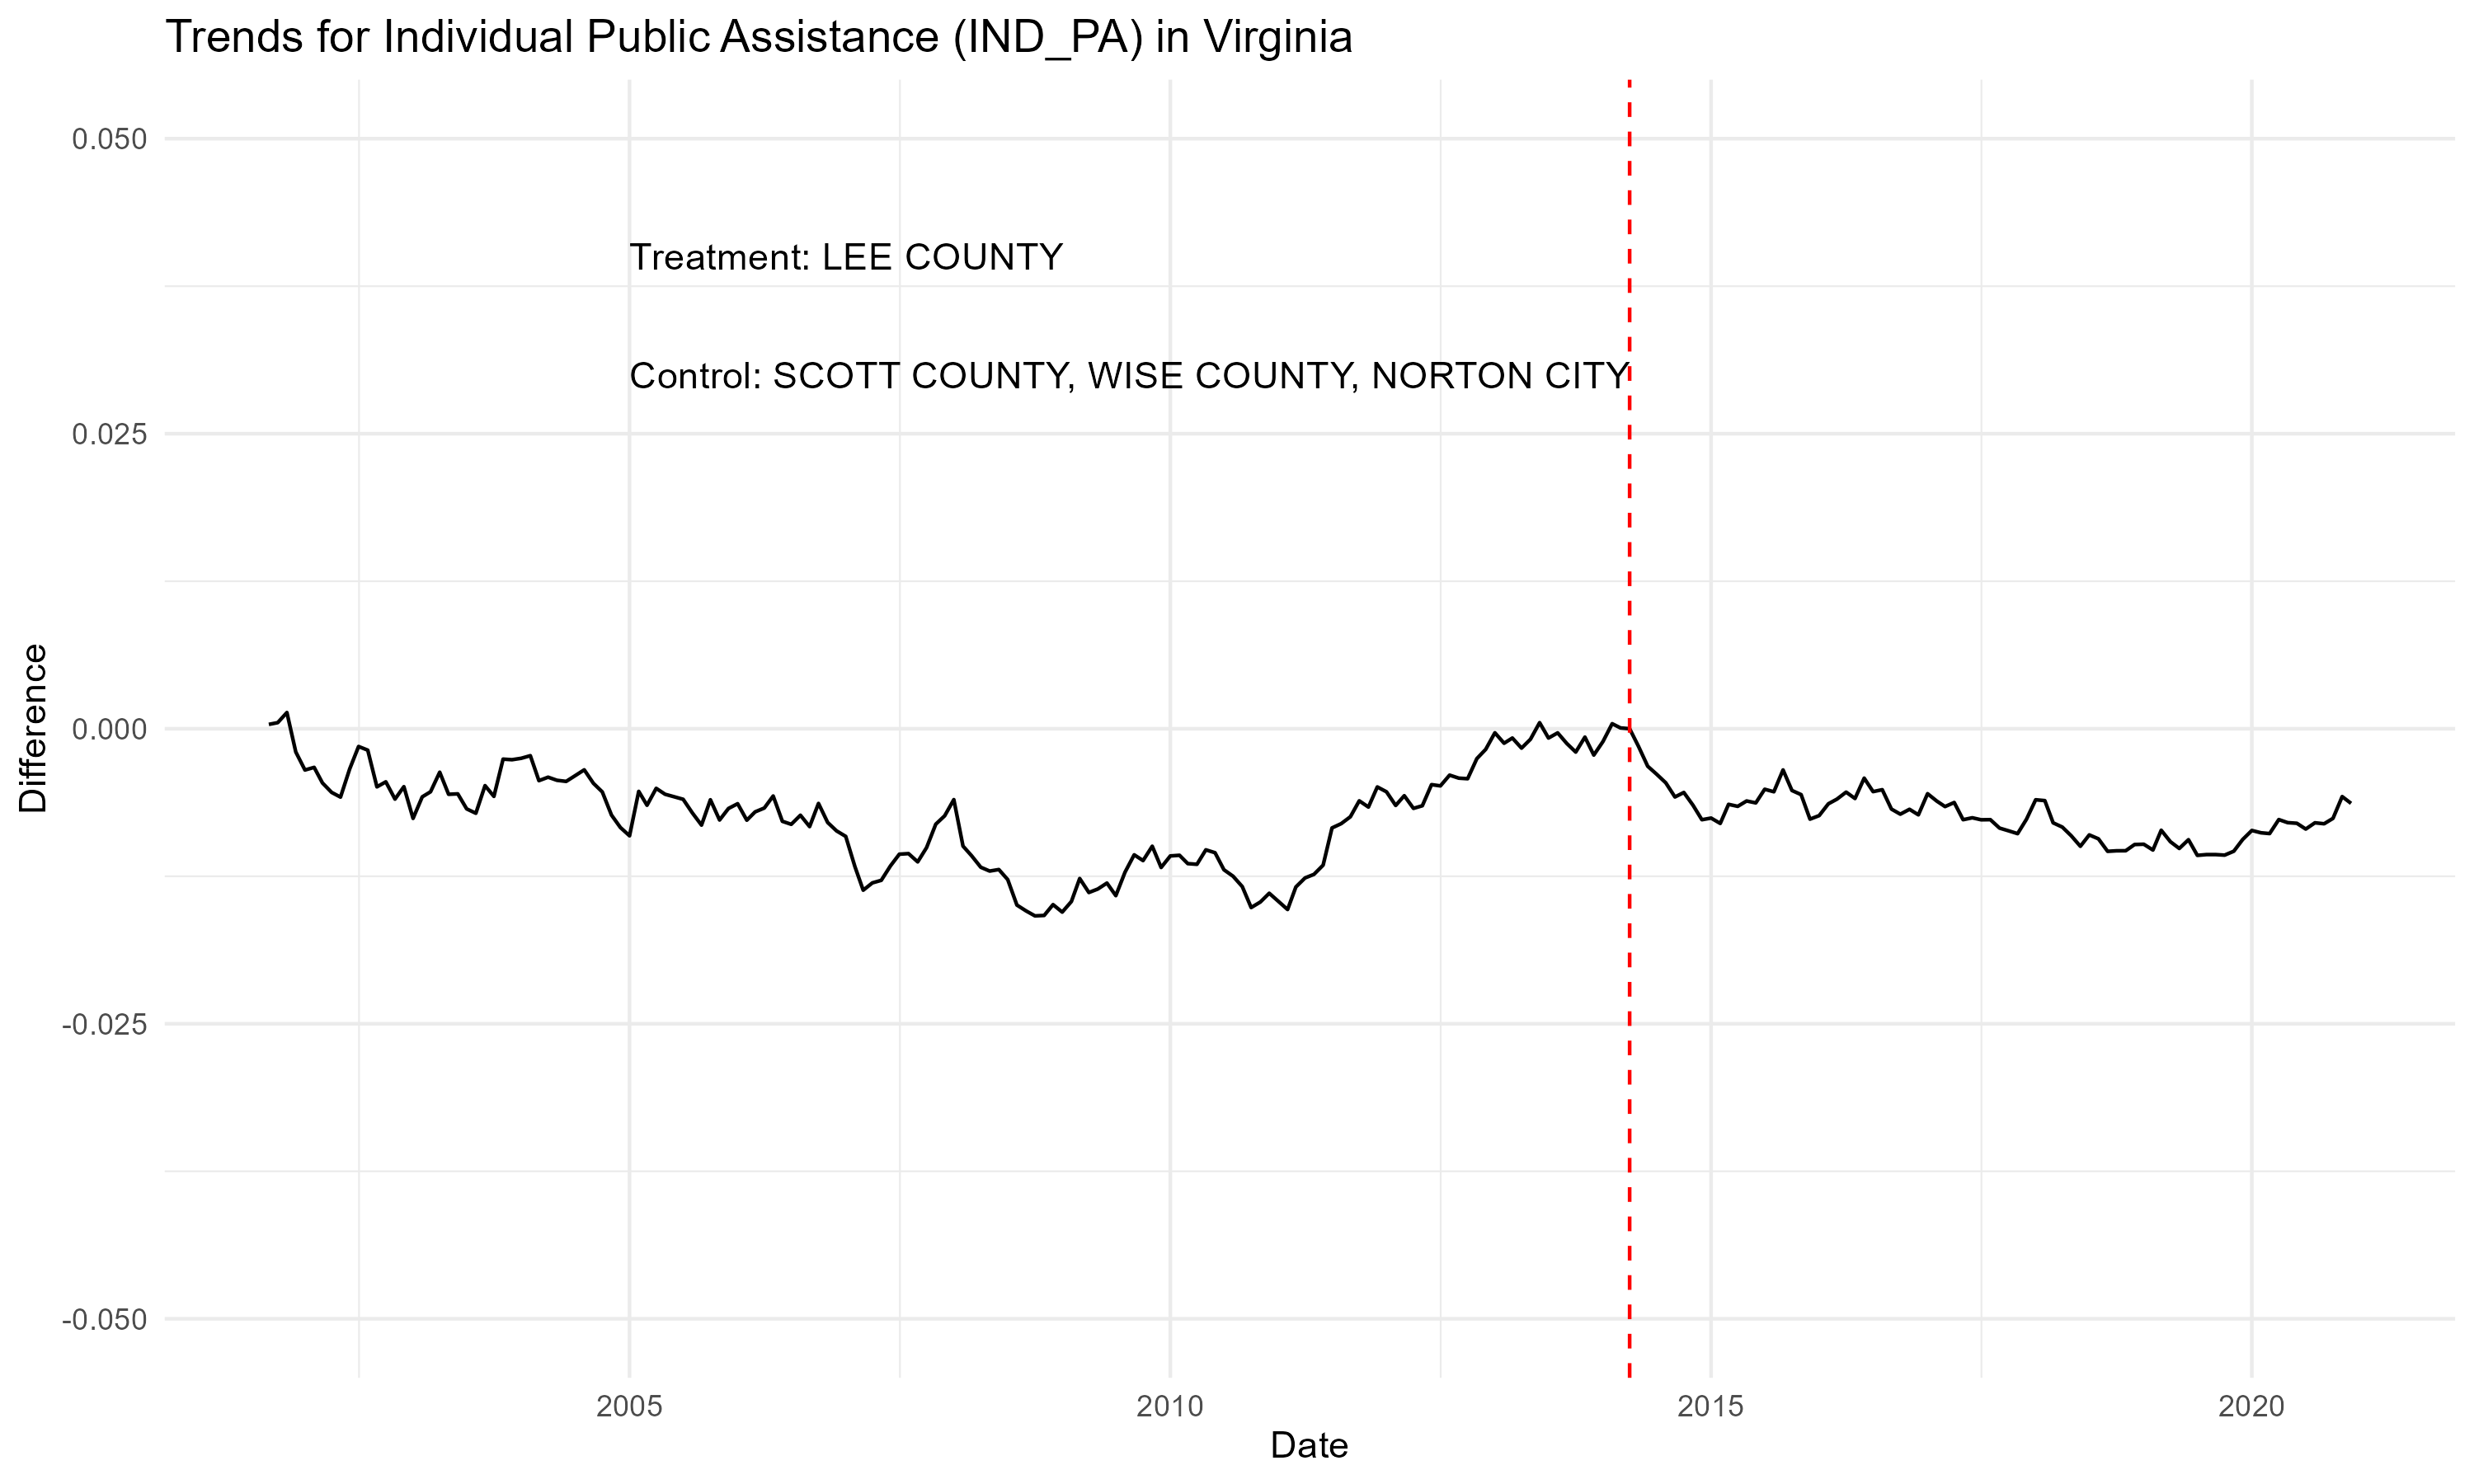 Trends for Individual Public Assistance (IND_PA) in Virginia
0.050
Treatment: LEE COUNTY
Control: SCOTT COUNTY, WISE COUNTY, NORTON CITY
0.025
Difference
0.000
-0.025
-0.050
2005 2010 2015 2020
Date